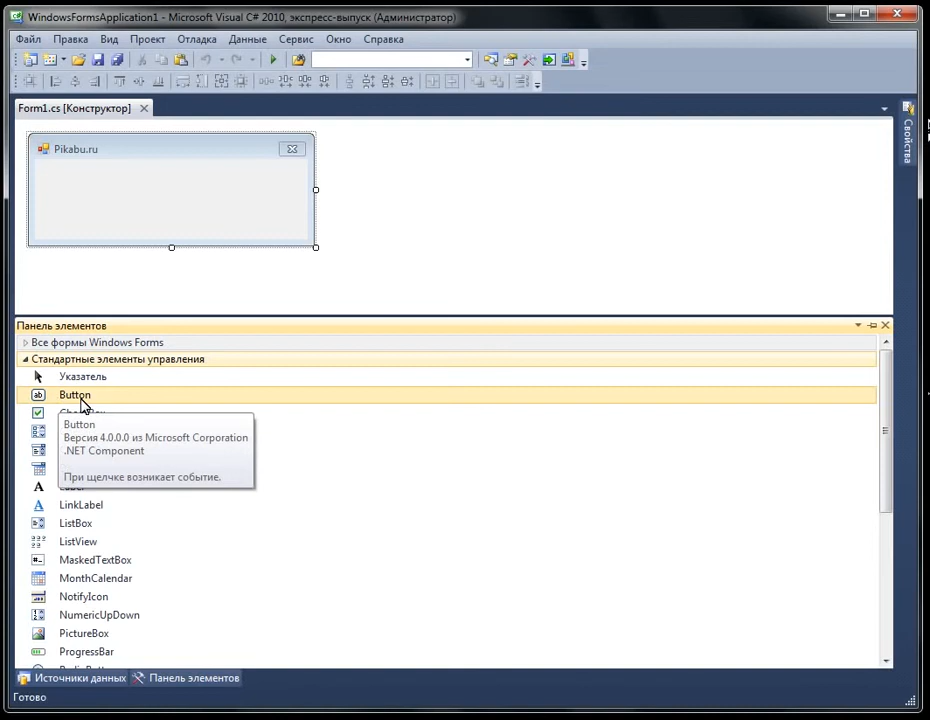 WindowsFormsApplication1 - Microsoft Visual C# 2010, экспресс-выпуск (Администратор)
Файл Правка Вид Проект Отладка Данные Сервис Окно Справка
Form1.cs [Конструктор]
Свойства
Pikabu.ru
Панель элементов
Все формы Windows Forms
Стандартные элементы управления
Указатель
ab Button
Button
Версия 4.0.0.0 из Microsoft Corporation
.NET Component
При щелчке возникает событие.
A
A LinkLabel
ListBox
ListView
MaskedTextBox
MonthCalendar
NotifyIcon
NumericUpDown
PictureBox
ProgressBar
Источники данных Панель элементов
Готово